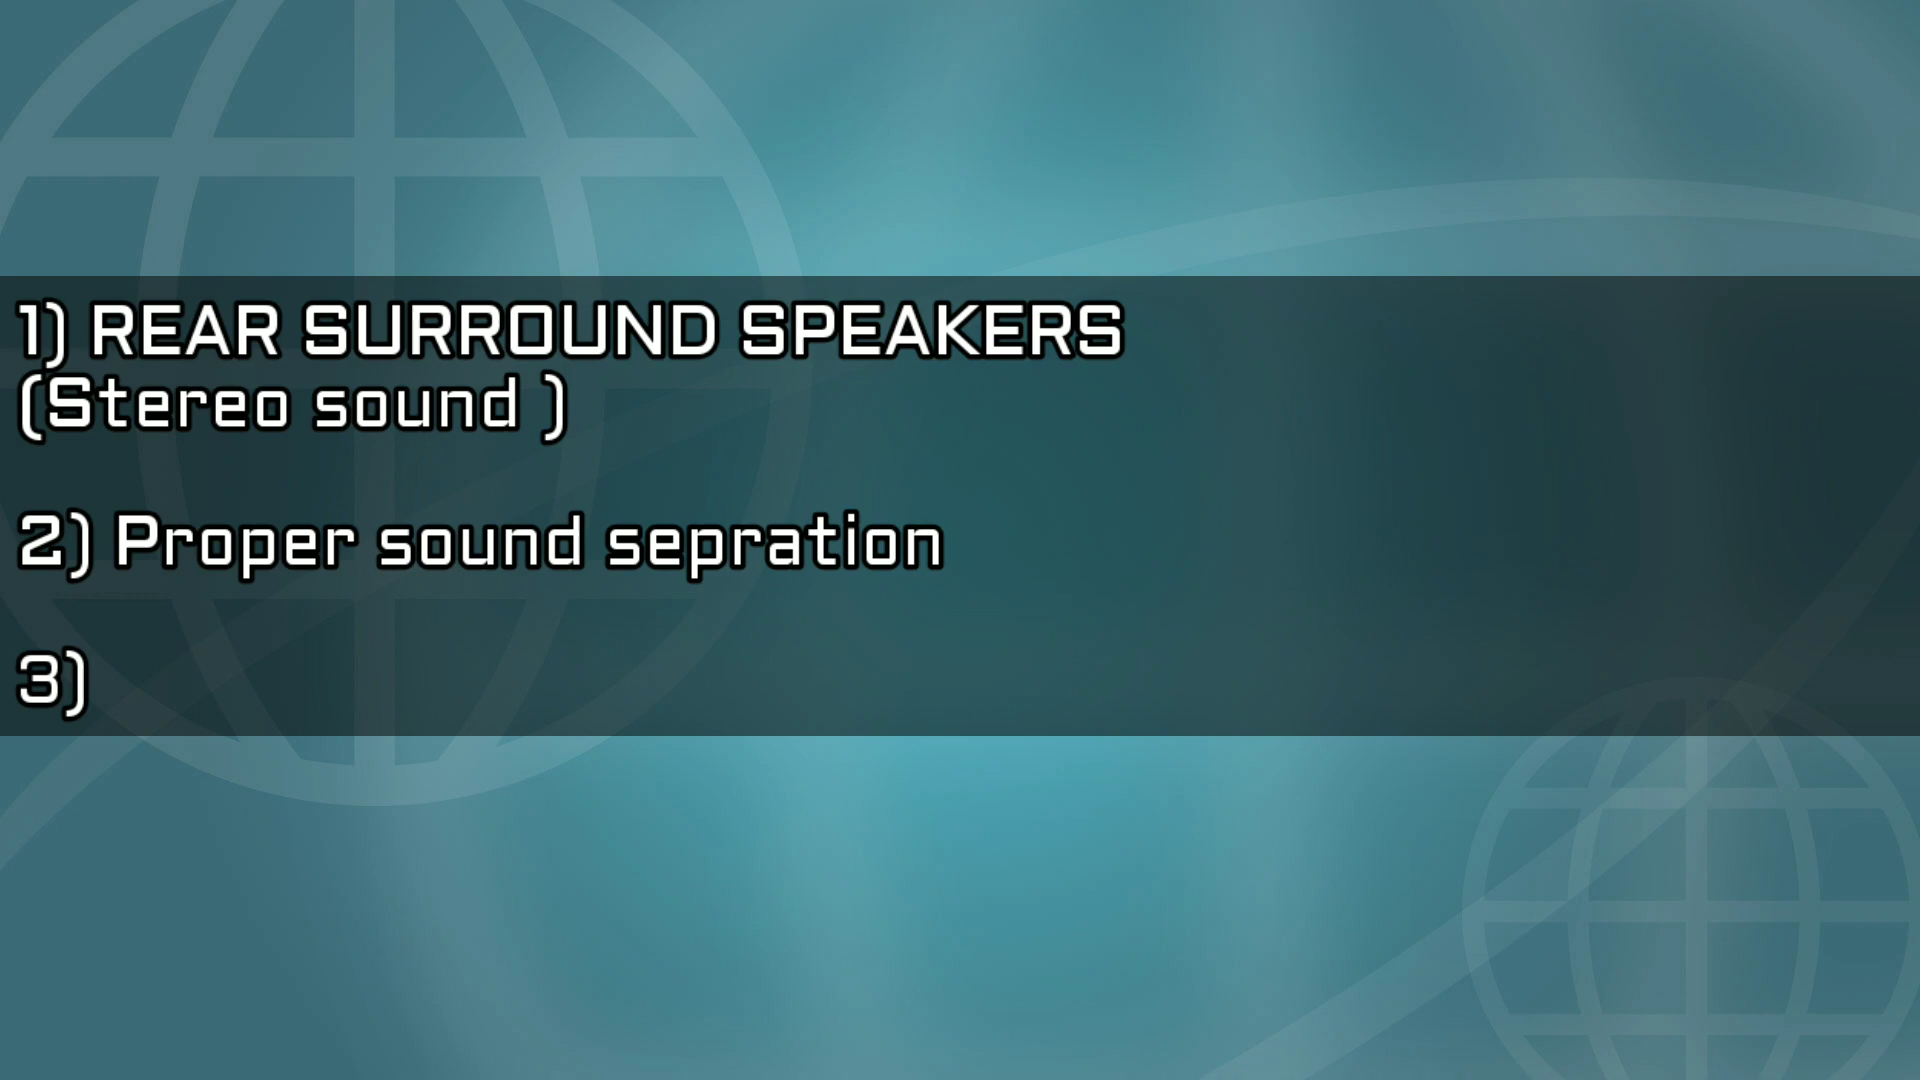 1) REAR SURROUND SPEAKERS
(Stereo sound )
2) Proper sound sepration
3)